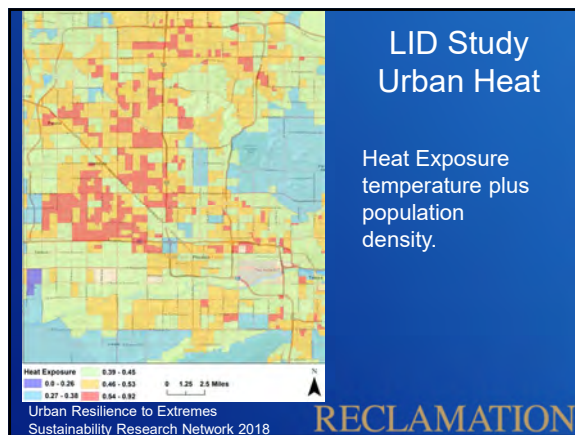 LID Study
Urban Heat
Heat Exposure
temperature plus
population
density.
Phoenix
Heat Exposure
0.0 - 0.26
0.27 - 0.38
0.39 - 0.45
0.46 - 0.53
0.54 - 0.92
0 1.25 2.5 Miles
N
Urban Resilience to Extremes
Sustainability Research Network 2018
RECLAMATION